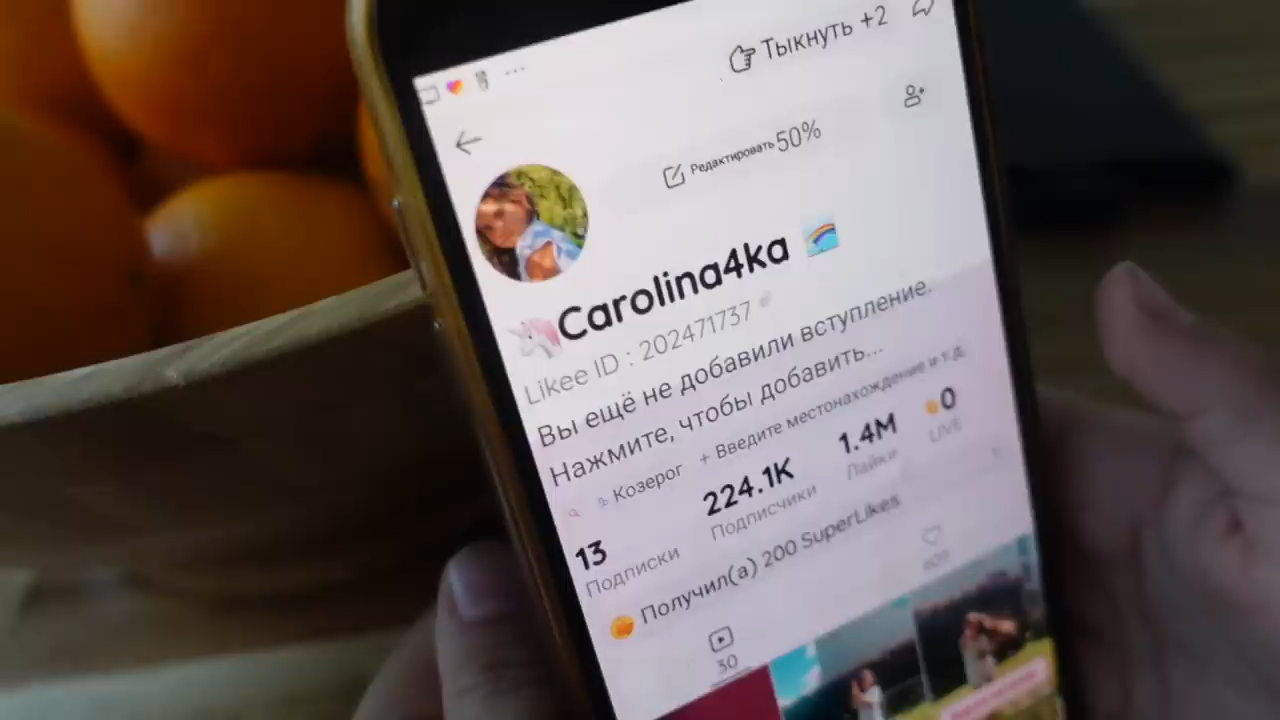 Тыкнуть +2
Редактировать 50%
Carolina4ka
Likee ID : 202471737
Вы ещё не добавили вступление.
Нажмите, чтобы добавить...
Козерог + Введите местонахождение и т.д.
13 224.1K 1.4M 0
Подписки Подписчики Лайки LIVE
Получил(а) 200 SuperLikes
30